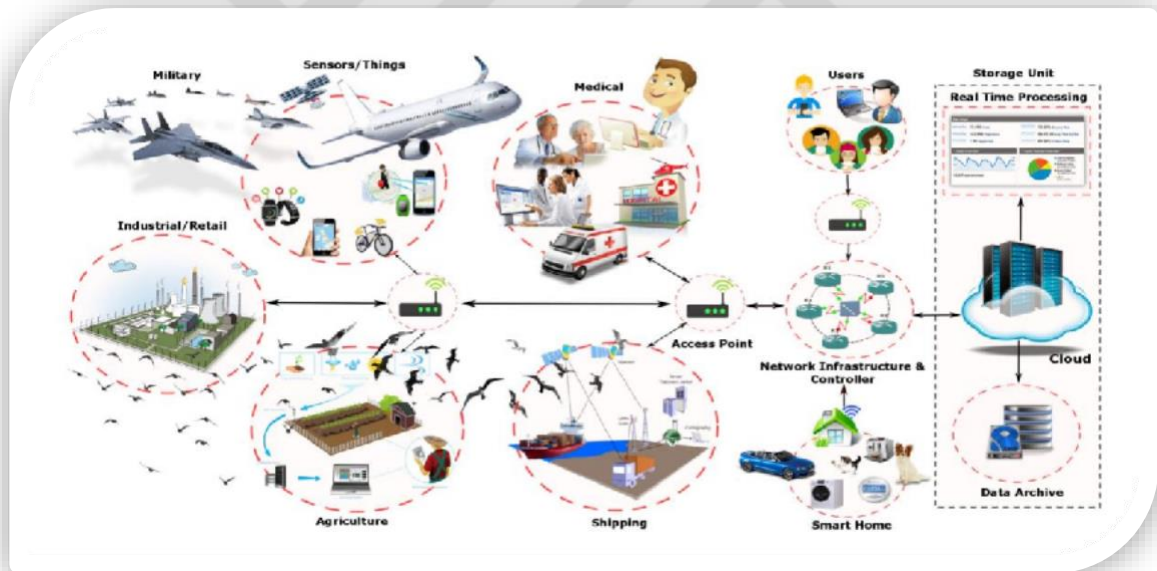 Military
Sensors/Things
Medical
Users
Storage Unit
Real Time Processing
Industrial/Retail
HOSPITAL
Access Point
Network Infrastructure &
Controller
Cloud
Agriculture
Shipping
Smart Home
Data Archive